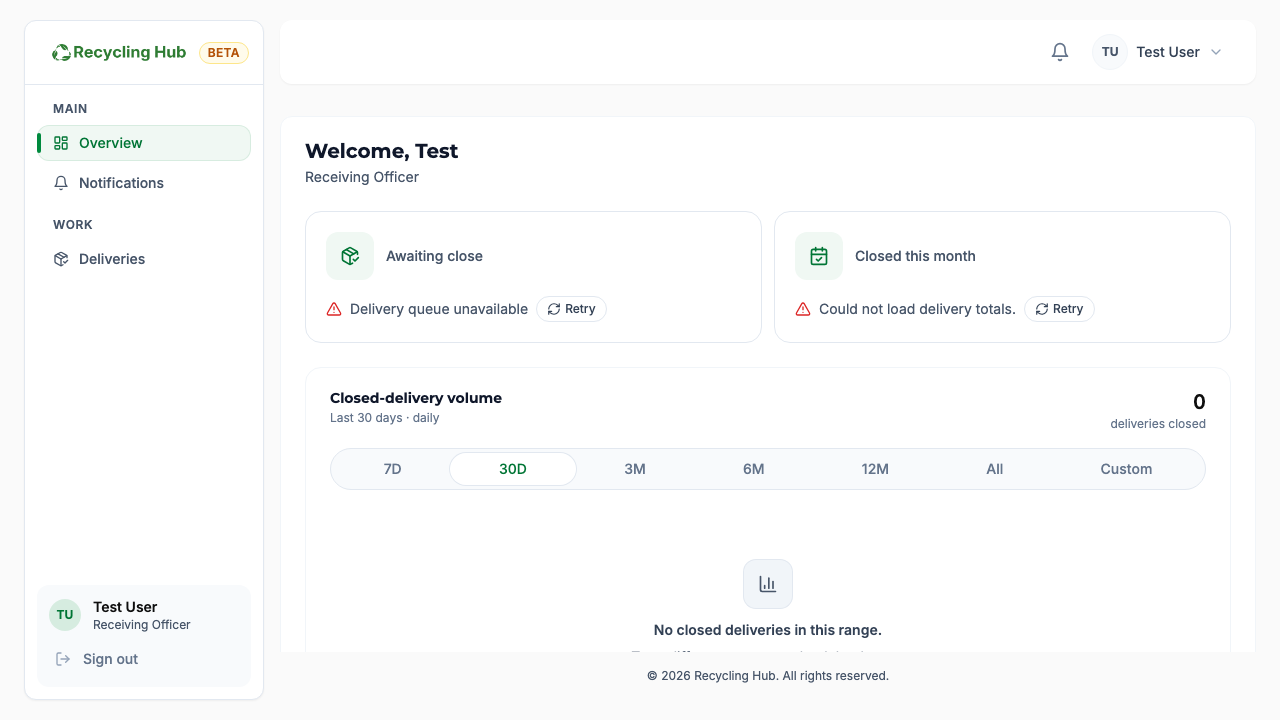 Recycling Hub BETA
TU Test User
MAIN
Overview
Notifications
WORK
Deliveries
Welcome, Test
Receiving Officer
Awaiting close
Delivery queue unavailable Retry
Closed this month
Could not load delivery totals. Retry
Closed-delivery volume
Last 30 days · daily
0
deliveries closed
7D 30D 3M 6M 12M All Custom
No closed deliveries in this range.
TU Test User
Receiving Officer
Sign out
© 2026 Recycling Hub. All rights reserved.